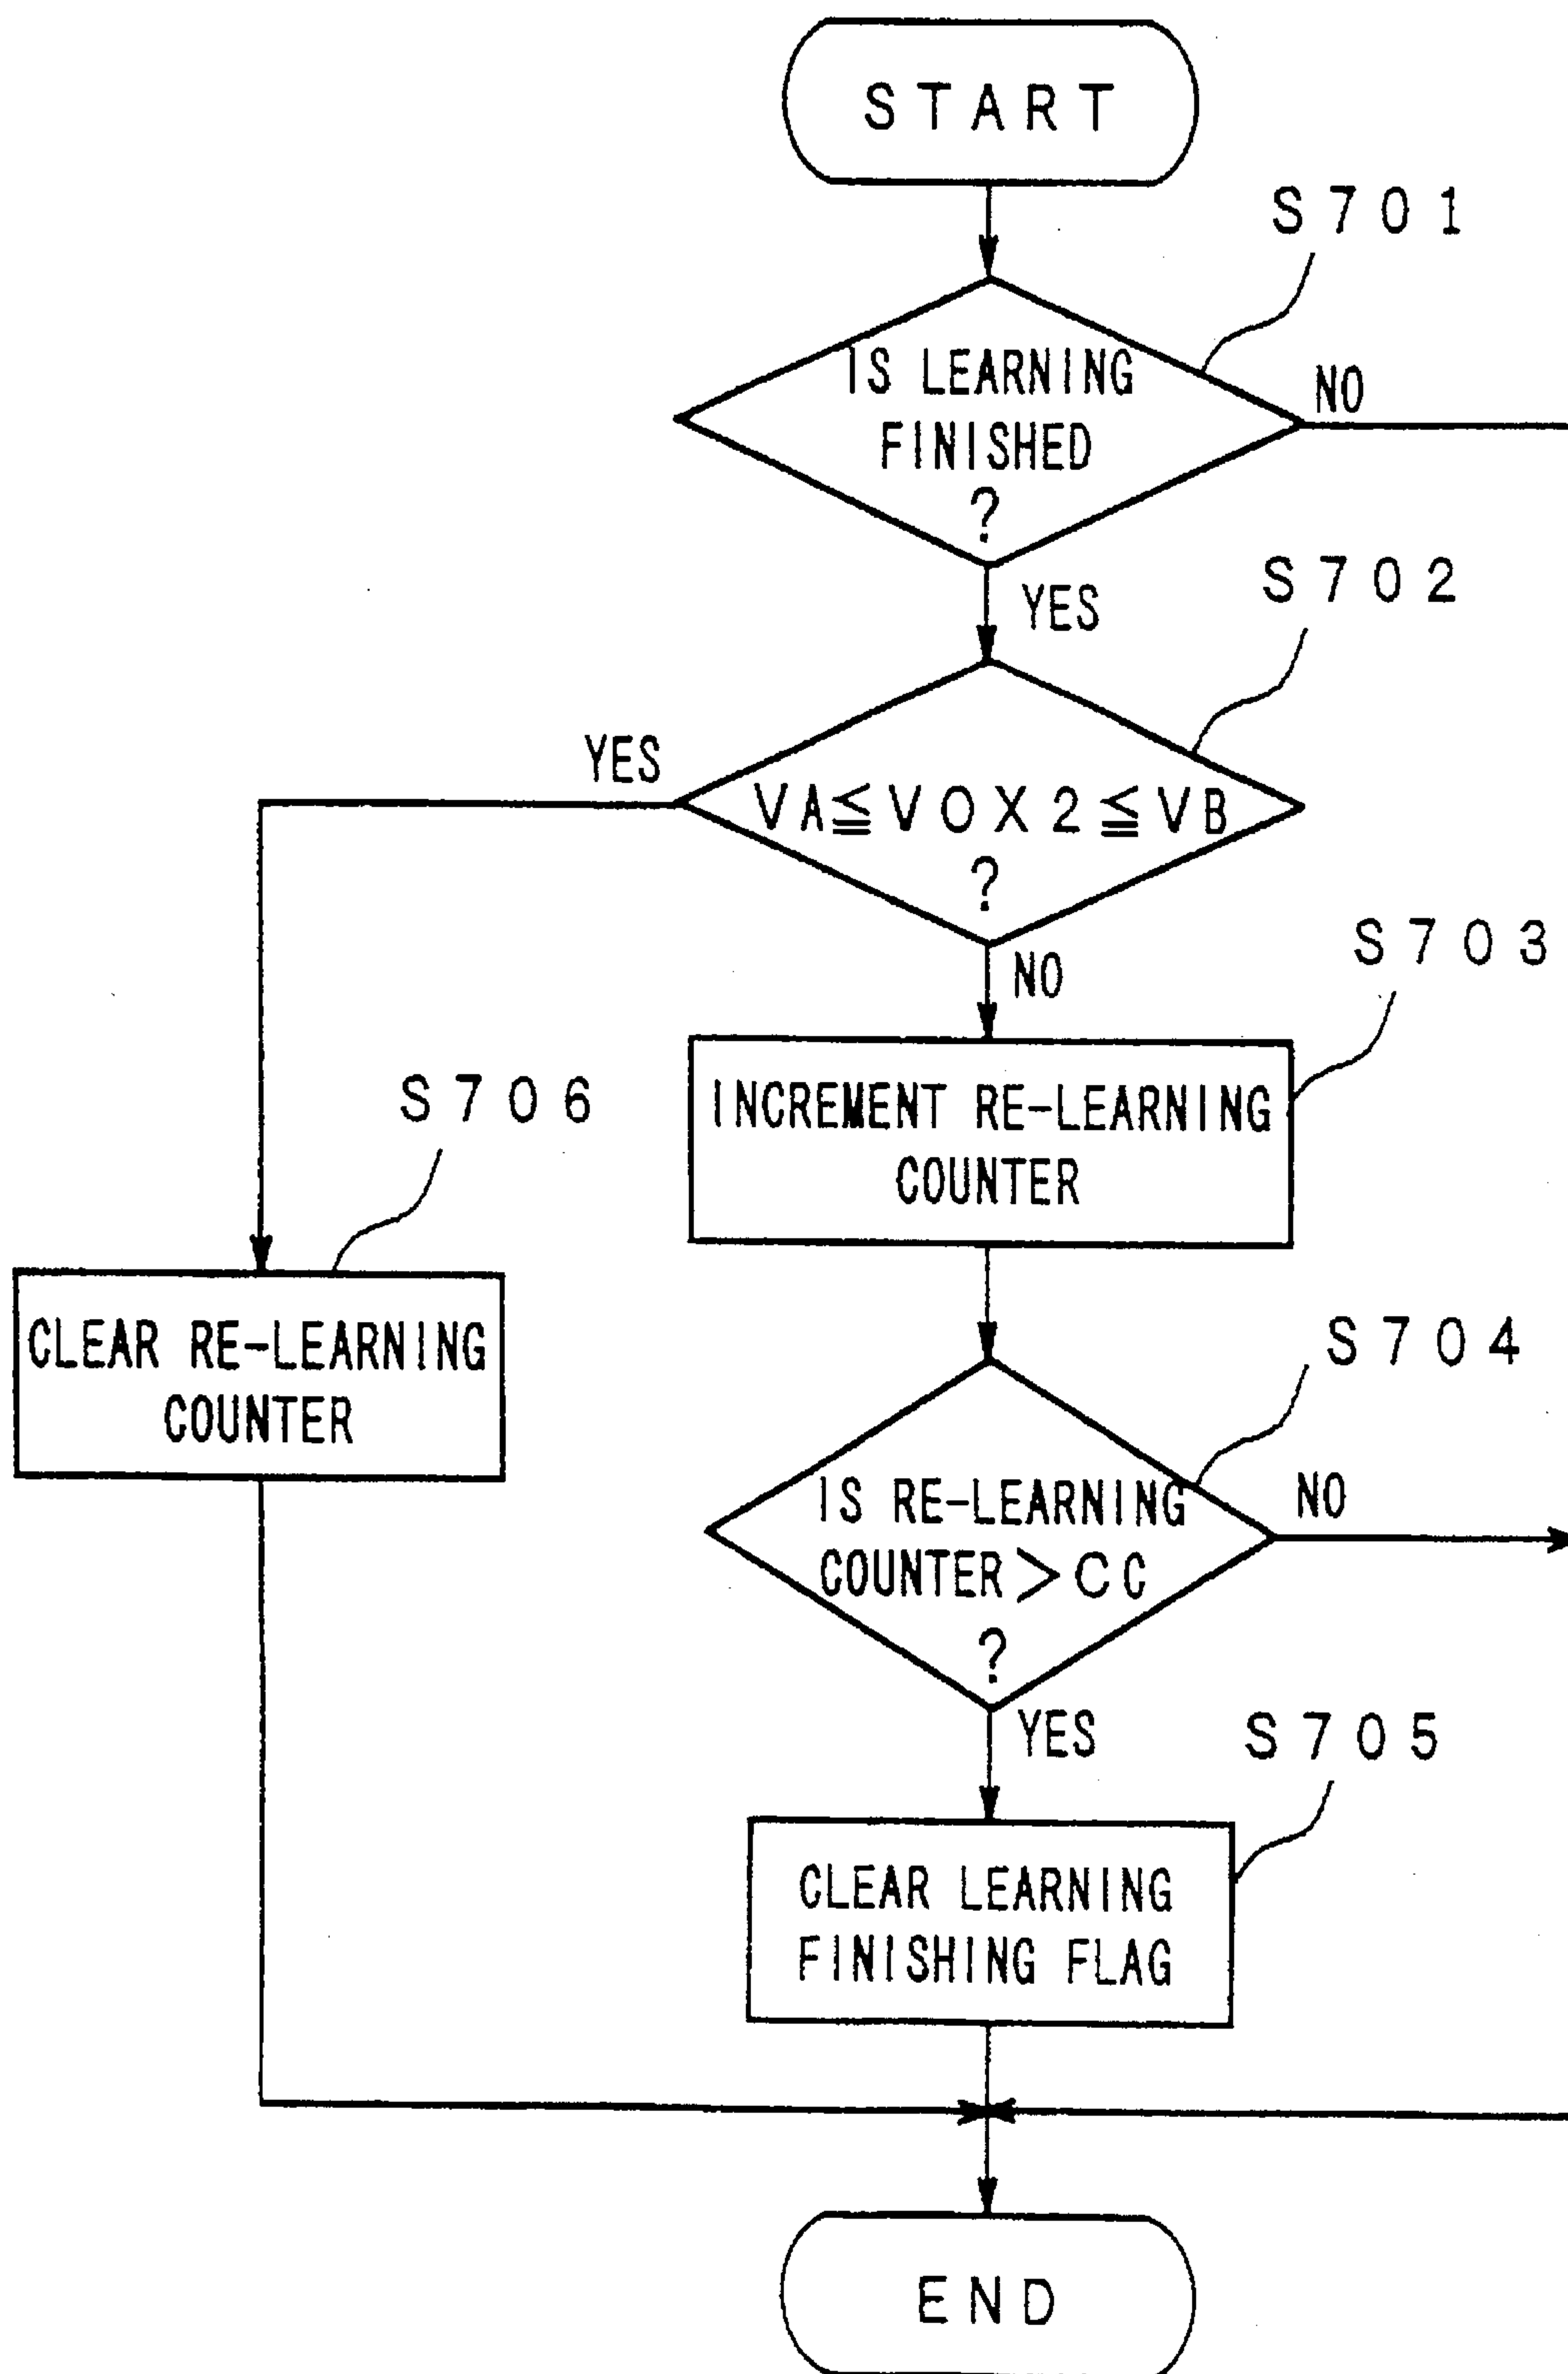 START
S701
IS LEARNING
FINISHED
?
NO
YES
S702
YES
VA≦VOX2≦VB
?
NO
S703
INCREMENT RE-LEARNING
COUNTER
S706
CLEAR RE-LEARNING
COUNTER
S704
IS RE-LEARNING
COUNTER>CC
?
NO
YES
S705
CLEAR LEARNING
FINISHING FLAG
END